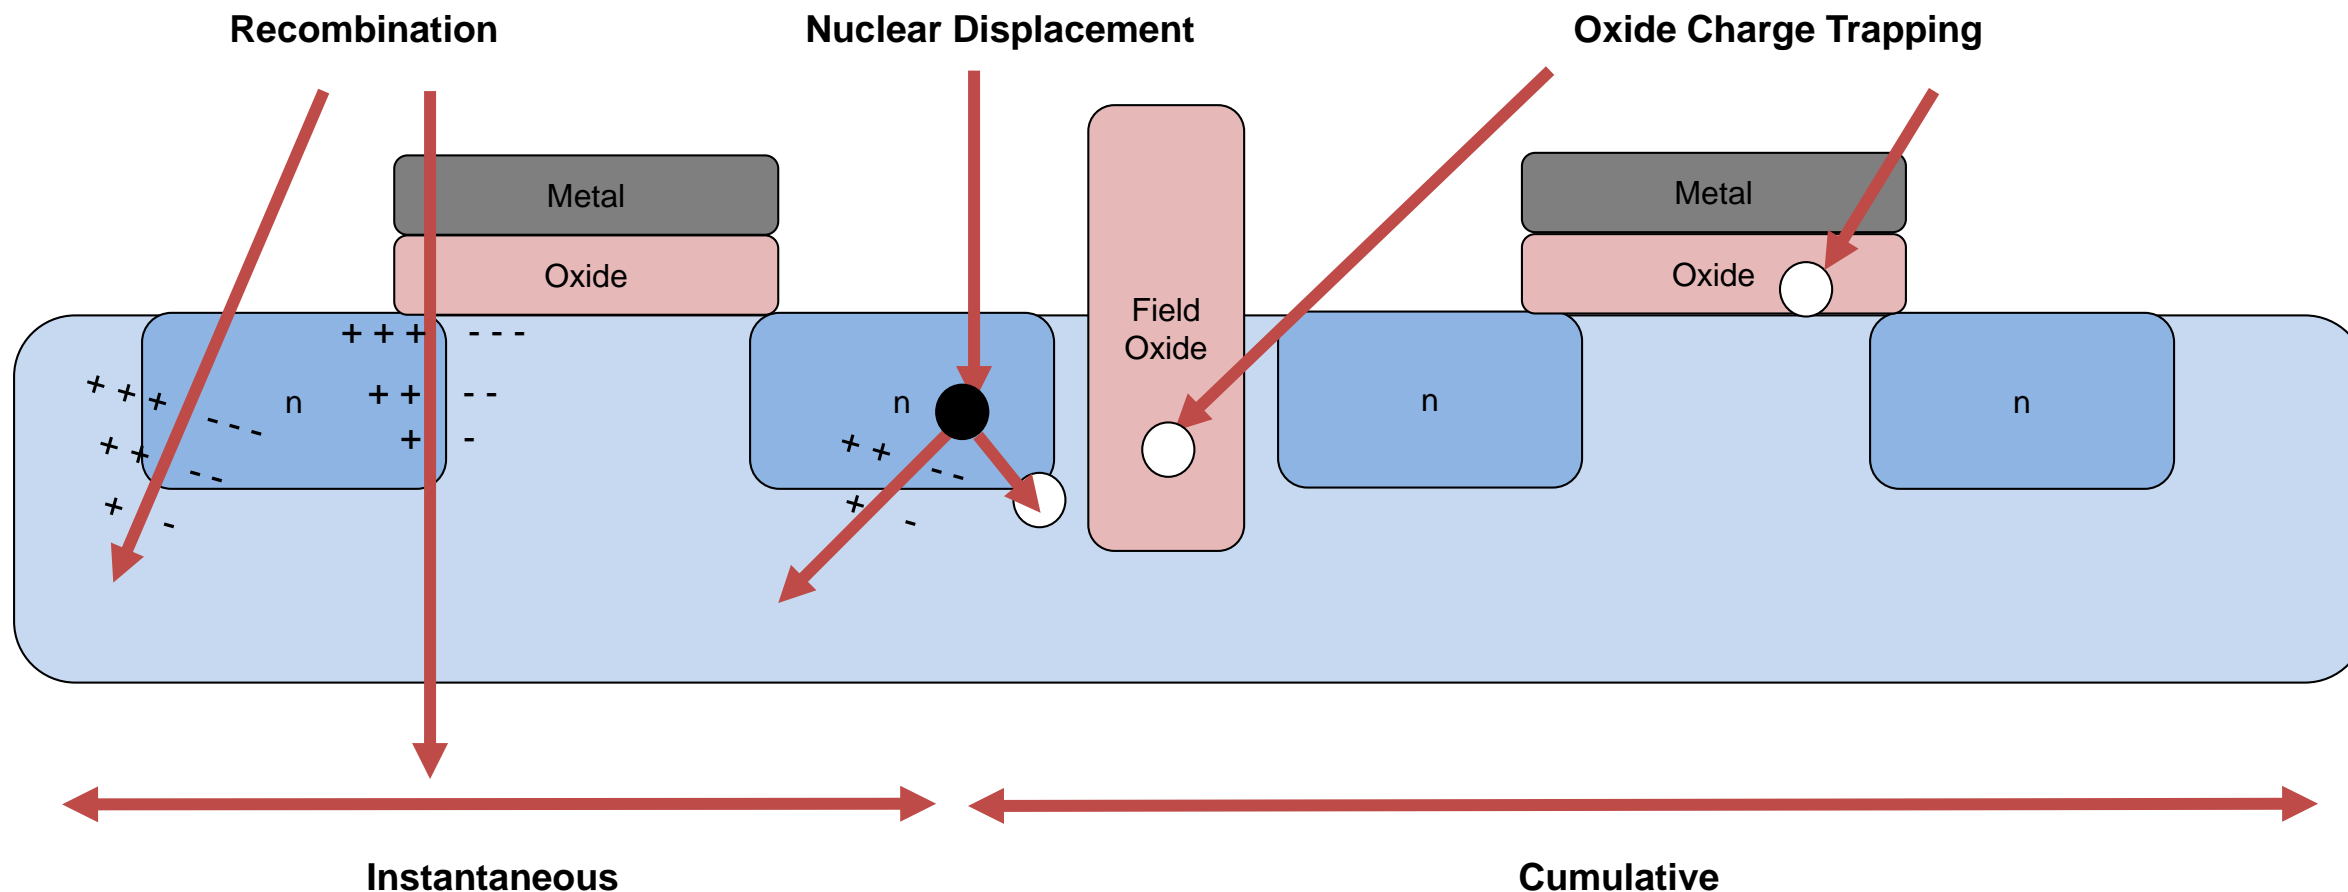 Recombination
Nuclear Displacement
Oxide Charge Trapping
Metal
Oxide
Metal
Oxide
Field
Oxide
+ + + - - -
+ + - -
+ -
+ + + - - -
+ + - -
+ -
n
n
+ + - -
+ -
n
n
Instantaneous
Cumulative